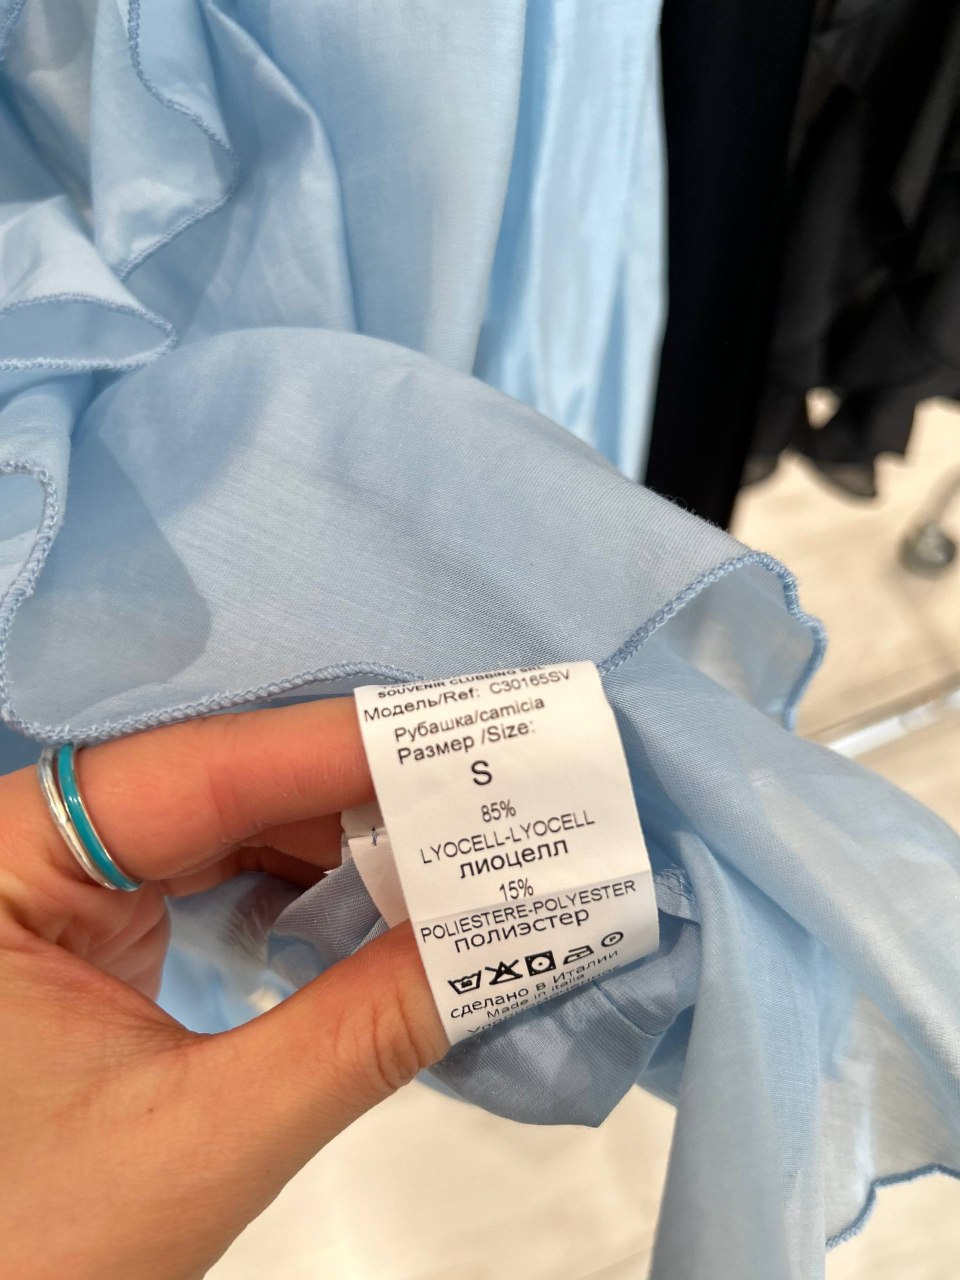 SOUVENIR CLUBBING SRL
Модель/Ref: C30165SV
Рубашка/camicia
Размер /Size:
S
85%
LYOCELL-LYOCELL
лиоцелл
15%
POLIESTERE-POLYESTER
полиэстер
сделано в Италии
Made in italia